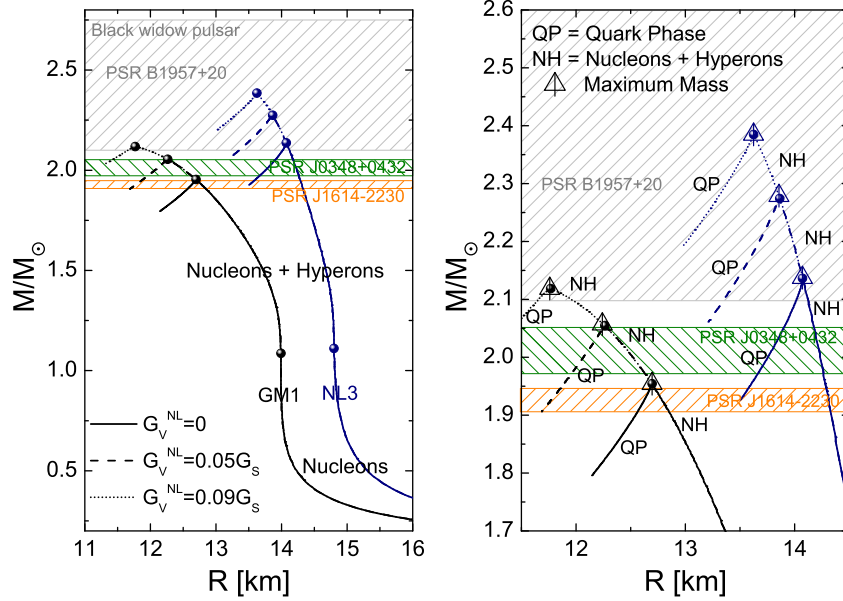 Black widow pulsar
PSR B1957+20
PSR J0348+0432
PSR J1614-2230
Nucleons + Hyperons
GM1
NL3
Nucleons
G_V^NL=0
G_V^NL=0.05G_S
G_V^NL=0.09G_S
M/M⊙
2.5
2.0
1.5
1.0
0.5
11 12 13 14 15 16
R [km]
QP = Quark Phase
NH = Nucleons + Hyperons
Maximum Mass
PSR B1957+20
QP
NH
QP
NH
NH
QP
NH
QP
NH
QP
PSR J0348+0432
QP
PSR J1614-2230
QP
NH
M/M⊙
2.6
2.5
2.4
2.3
2.2
2.1
2.0
1.9
1.8
1.7
12 13 14
R [km]